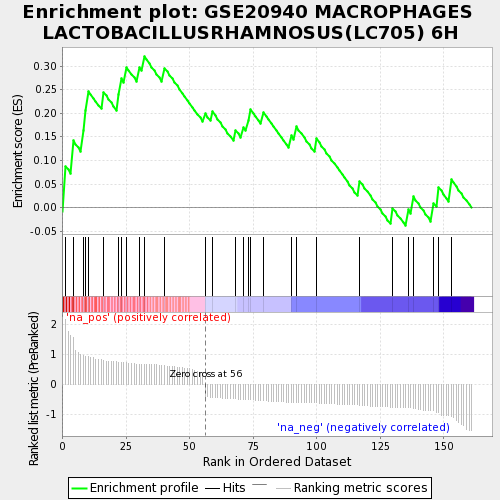 Enrichment plot: GSE20940 MACROPHAGES
LACTOBACILLUSRHAMNOSUS(LC705) 6H
Enrichment score (ES)
0.30
0.25
0.20
0.15
0.10
0.05
0.00
-0.05
'na_pos' (positively correlated)
Ranked list metric (PreRanked)
2
1
0
-1
Zero cross at 56
'na_neg' (negatively correlated)
0 25 50 75 100 125 150
Rank in Ordered Dataset
Enrichment profile Hits Ranking metric scores